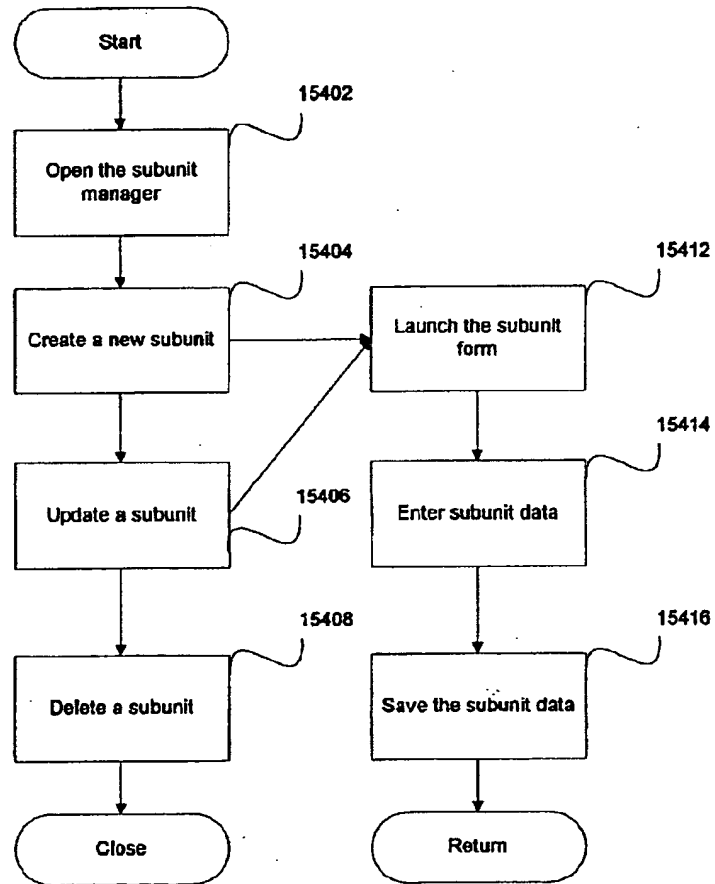 Start
15402
Open the subunit
manager
15404
Create a new subunit
15412
Launch the subunit
form
15406
Update a subunit
15414
Enter subunit data
15408
Delete a subunit
15416
Save the subunit data
Close
Return